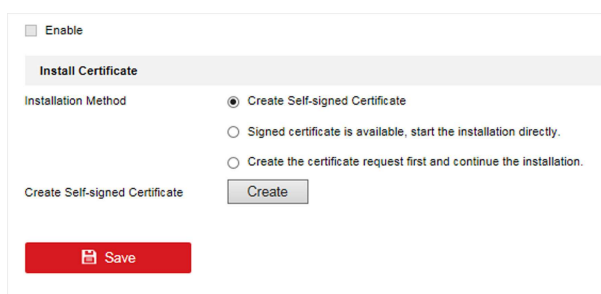 Enable
Install Certificate
Installation Method
Create Self-signed Certificate
Signed certificate is available, start the installation directly.
Create the certificate request first and continue the installation.
Create Self-signed Certificate
Create
Save